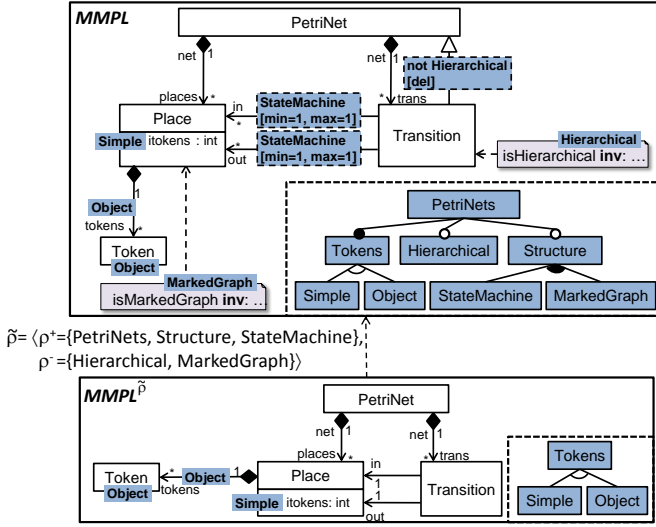 MMPL
PetriNet
net 1
net 1
not Hierarchical
[del]
places *
* trans
in
*
StateMachine
[min=1, max=1]
Place
Simple itokens : int
Transition
*
out
StateMachine
[min=1, max=1]
Hierarchical
isHierarchical inv: ...
1
Object
tokens *
Token
Object
MarkedGraph
isMarkedGraph inv: ...
PetriNets
Tokens
Hierarchical
Structure
Simple
Object
StateMachine
MarkedGraph
ρ̃= ⟨ρ⁺={PetriNets, Structure, StateMachine},
ρ⁻={Hierarchical, MarkedGraph}⟩
MMPL^ρ̃
PetriNet
net 1
net 1
places *
* trans
Token
Object
*
tokens
Object
1
Place
Simple itokens: int
in
1
1
out
Transition
Tokens
Simple
Object